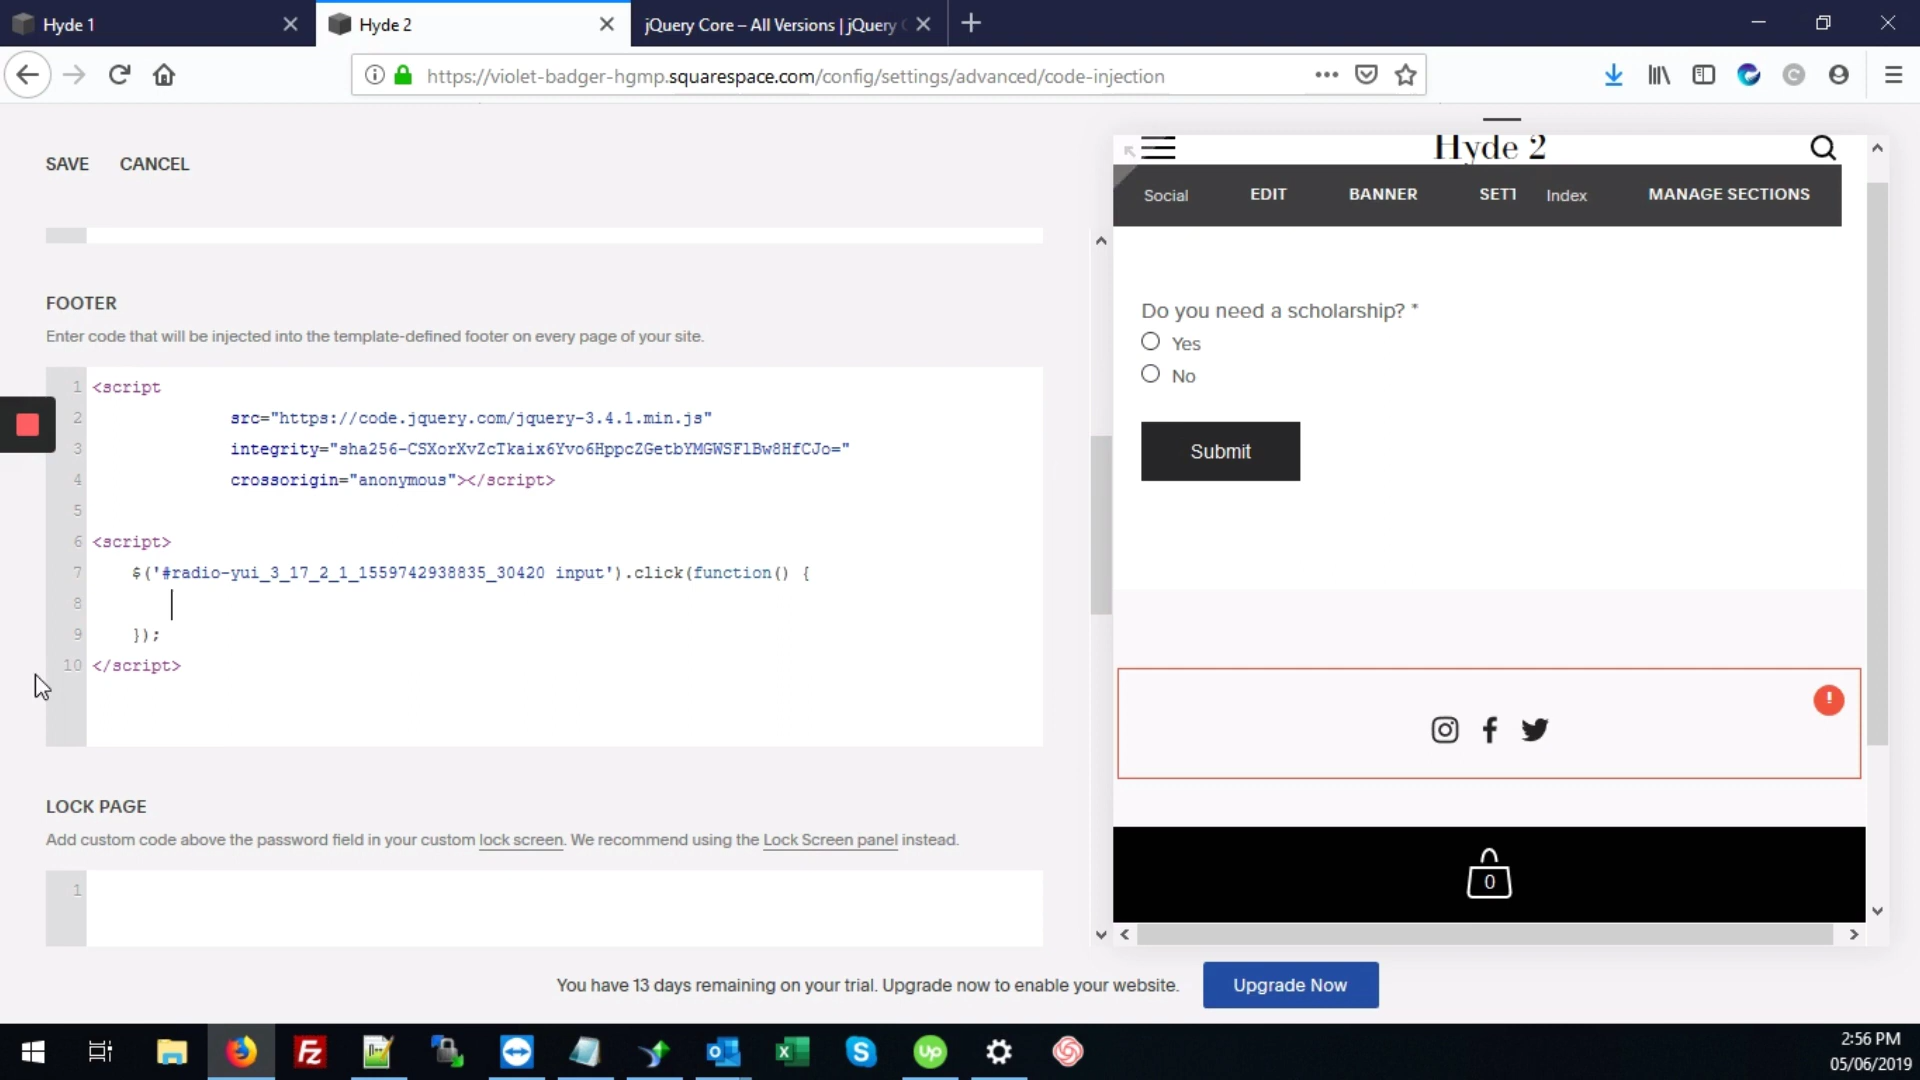 Hyde 1
Hyde 2
jQuery Core – All Versions | jQuery
https://violet-badger-hgmp.squarespace.com/config/settings/advanced/code-injection
SAVE CANCEL
FOOTER
Enter code that will be injected into the template-defined footer on every page of your site.
1 <script
2 src="https://code.jquery.com/jquery-3.4.1.min.js"
3 integrity="sha256-CSXorXvZcTkaix6Yvo6HppcZGetbYMGWSFlBw8HfCJo="
4 crossorigin="anonymous"></script>
5
6 <script>
7 $('#radio-yui_3_17_2_1_1559742938835_30420 input').click(function() {
8
9 });
10 </script>
LOCK PAGE
Add custom code above the password field in your custom lock screen. We recommend using the Lock Screen panel instead.
1
Hyde 2
Social EDIT BANNER SETT Index MANAGE SECTIONS
Do you need a scholarship? *
Yes
No
Submit
!
0
You have 13 days remaining on your trial. Upgrade now to enable your website.
Upgrade Now
2:56 PM
05/06/2019